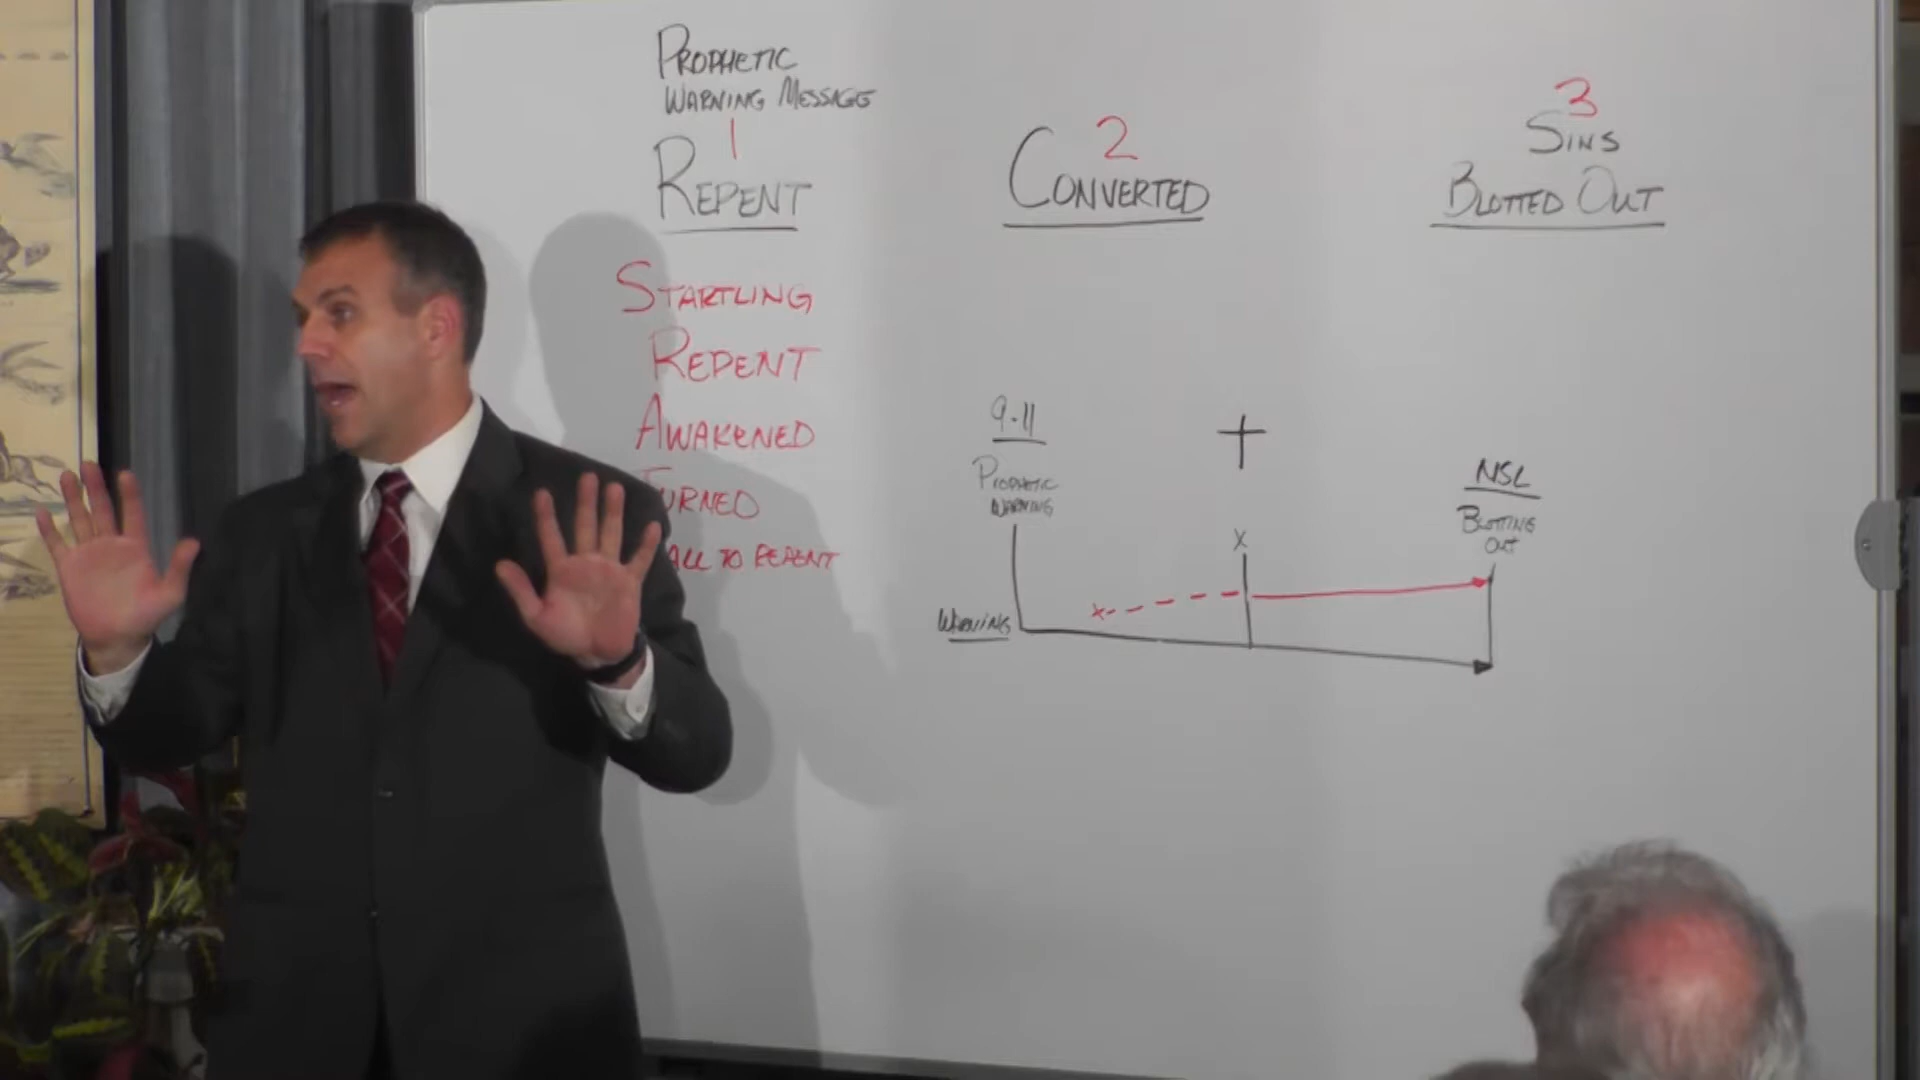 PROPHETIC
WARNING MESSAGE
1
REPENT
STARTLING
REPENT
AWAKENED
TURNED
ALL TO REPENT
2
CONVERTED
3
SINS
BLOTTED OUT
9-11
PROPHETIC
WARNING
X
NSL
BLOTTING
OUT
WARNING
x